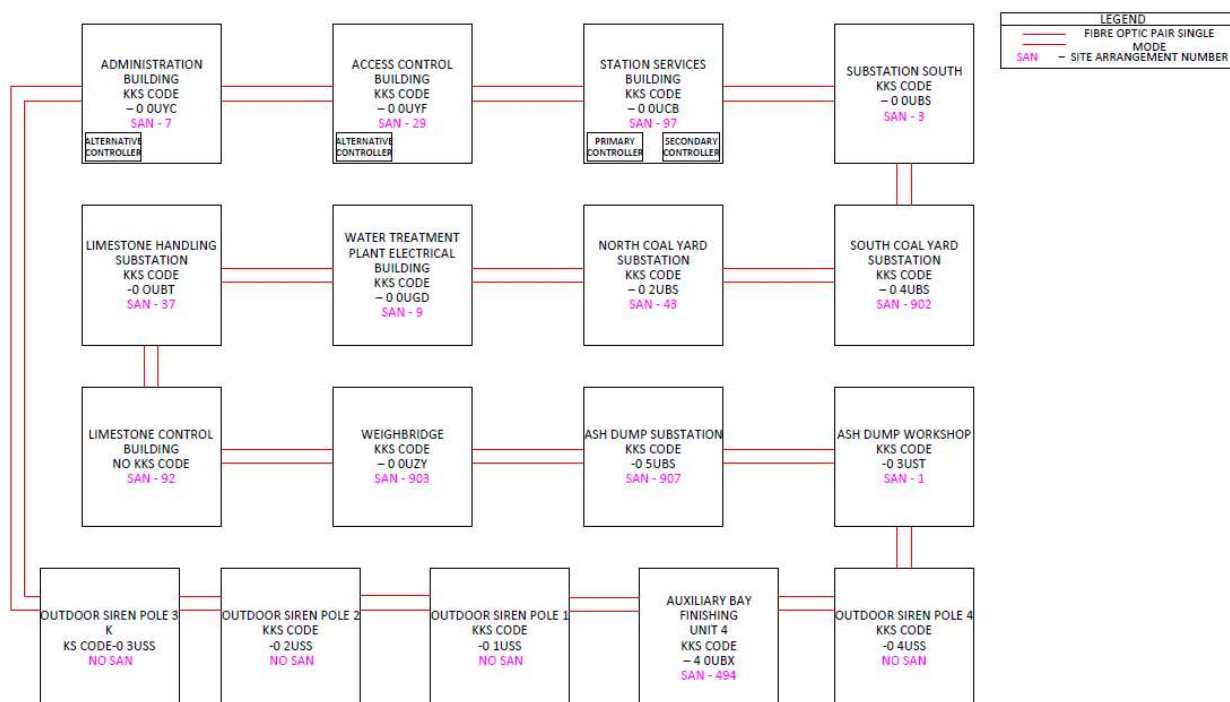 LEGEND
FIBRE OPTIC PAIR SINGLE
MODE
SAN – SITE ARRANGEMENT NUMBER
ADMINISTRATION
BUILDING
KKS CODE
– 0 0UYC
SAN - 7
ALTERNATIVE
CONTROLLER
ACCESS CONTROL
BUILDING
KKS CODE
– 0 0UYF
SAN - 29
ALTERNATIVE
CONTROLLER
STATION SERVICES
BUILDING
KKS CODE
– 0 0UCB
SAN - 97
PRIMARY
CONTROLLER
SECONDARY
CONTROLLER
SUBSTATION SOUTH
KKS CODE
– 0 0UBS
SAN - 3
LIMESTONE HANDLING
SUBSTATION
KKS CODE
-0 OUBT
SAN - 37
WATER TREATMENT
PLANT ELECTRICAL
BUILDING
KKS CODE
– 0 0UGD
SAN - 9
NORTH COAL YARD
SUBSTATION
KKS CODE
– 0 2UBS
SAN - 43
SOUTH COAL YARD
SUBSTATION
KKS CODE
– 0 4UBS
SAN - 902
LIMESTONE CONTROL
BUILDING
NO KKS CODE
SAN - 92
WEIGHBRIDGE
KKS CODE
– 0 0UZY
SAN - 903
ASH DUMP SUBSTATION
KKS CODE
-0 5UBS
SAN - 907
ASH DUMP WORKSHOP
KKS CODE
-0 3UST
SAN - 1
OUTDOOR SIREN POLE 3
K
KS CODE-0 3USS
NO SAN
OUTDOOR SIREN POLE 2
KKS CODE
-0 2USS
NO SAN
OUTDOOR SIREN POLE 1
KKS CODE
-0 1USS
NO SAN
AUXILIARY BAY
FINISHING
UNIT 4
KKS CODE
– 4 0UBX
SAN - 494
OUTDOOR SIREN POLE 4
KKS CODE
-0 4USS
NO SAN